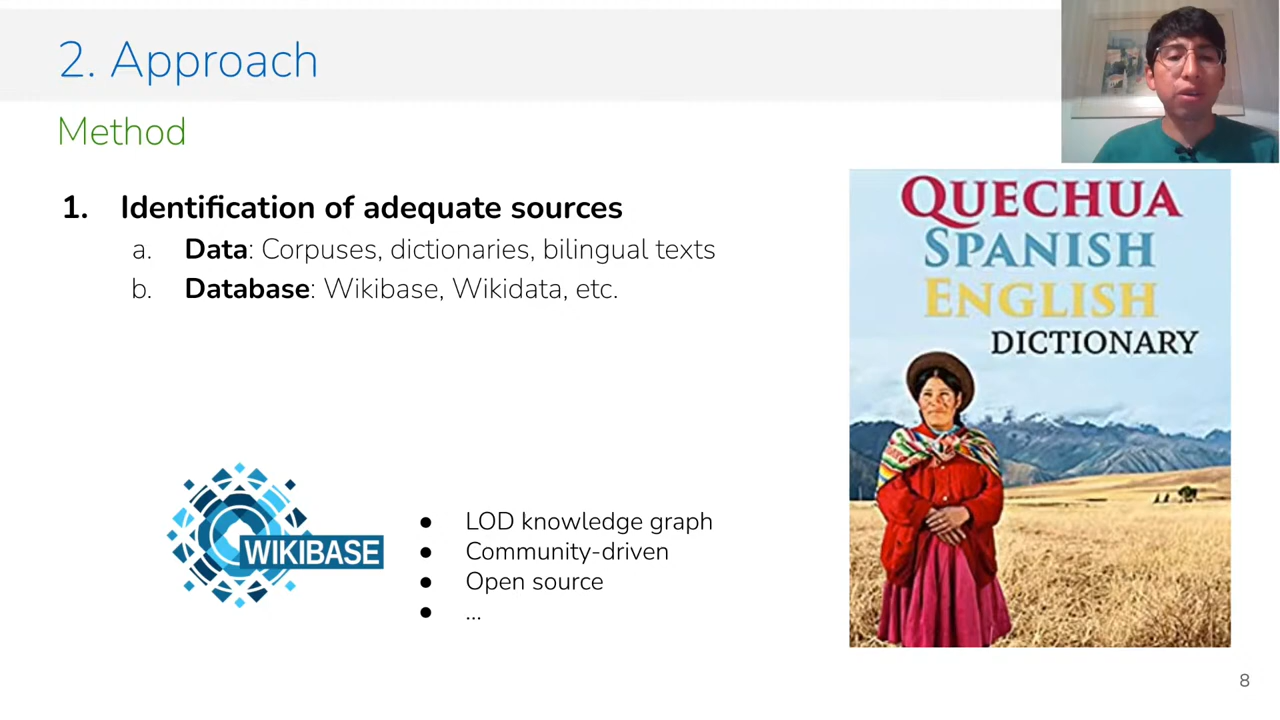 2. Approach
Method
1. Identification of adequate sources
a. Data: Corpuses, dictionaries, bilingual texts
b. Database: Wikibase, Wikidata, etc.
QUECHUA
SPANISH
ENGLISH
DICTIONARY
WIKIBASE
● LOD knowledge graph
● Community-driven
● Open source
● ...
8